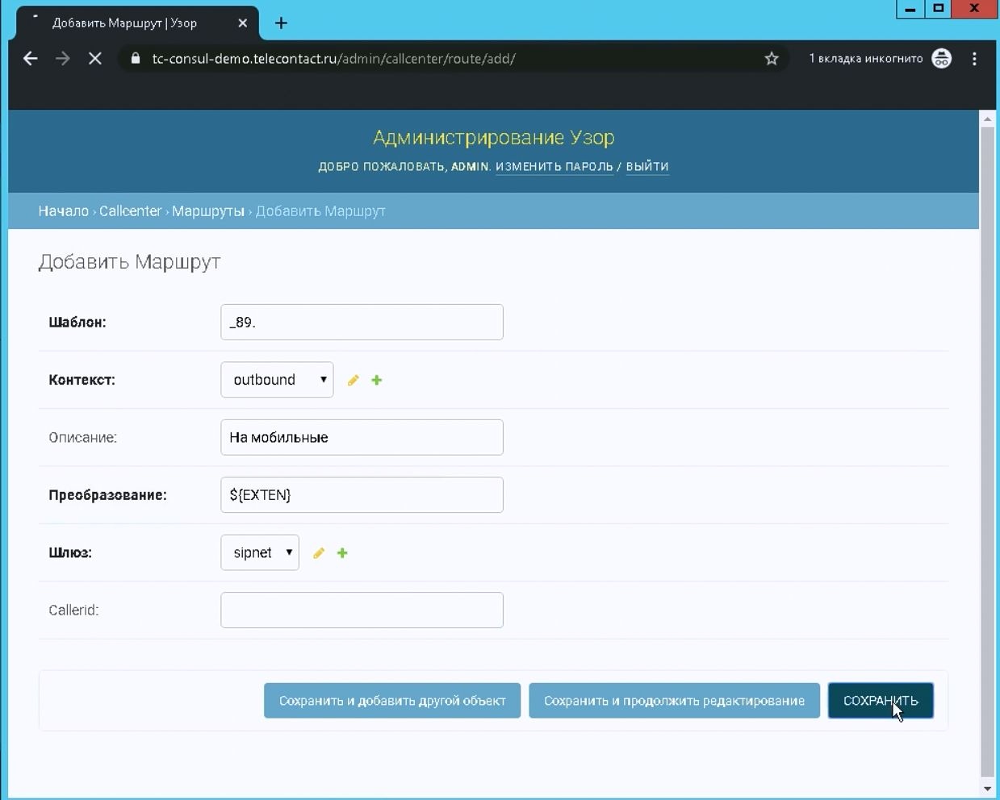 Добавить Маршрут | Узор
tc-consul-demo.telecontact.ru/admin/callcenter/route/add/
1 вкладка инкогнито
Администрирование Узор
ДОБРО ПОЖАЛОВАТЬ, ADMIN. ИЗМЕНИТЬ ПАРОЛЬ / ВЫЙТИ
Начало › Callcenter › Маршруты › Добавить Маршрут
Добавить Маршрут
Шаблон: _89.
Контекст: outbound
Описание: На мобильные
Преобразование: ${EXTEN}
Шлюз: sipnet
Callerid:
Сохранить и добавить другой объект Сохранить и продолжить редактирование СОХРАНИТЬ